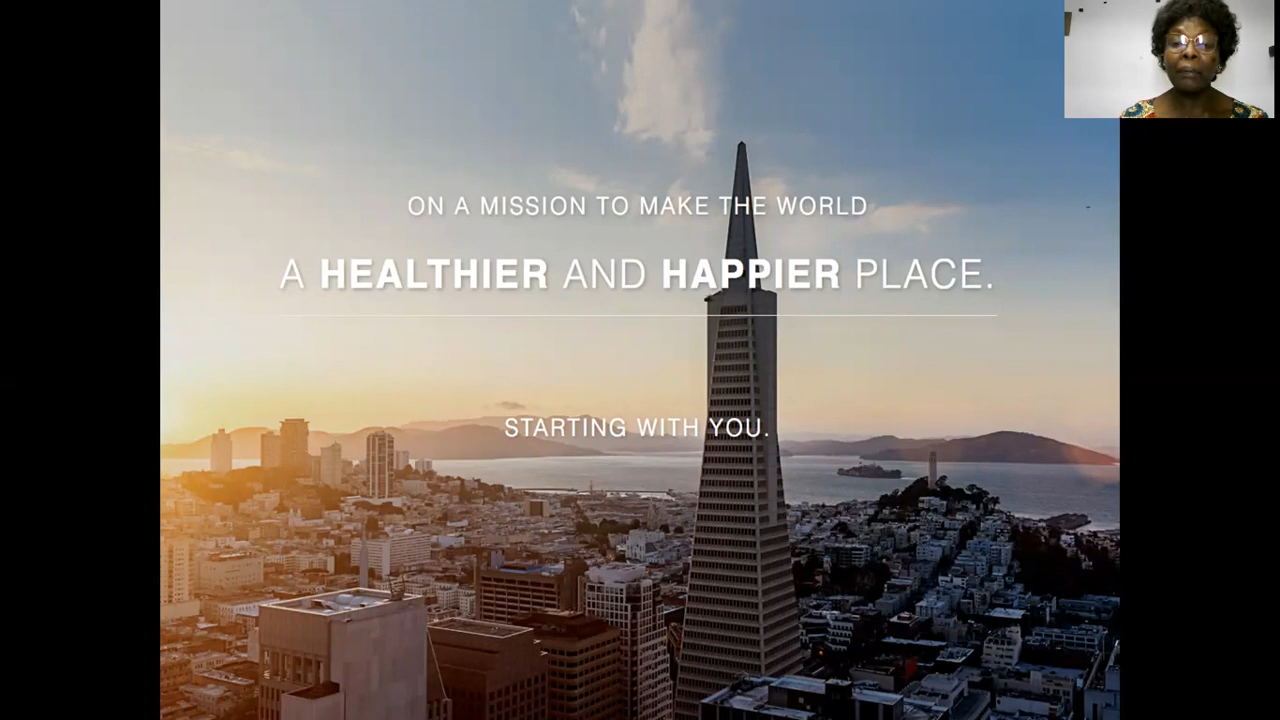 ON A MISSION TO MAKE THE WORLD
A HEALTHIER AND HAPPIER PLACE.
STARTING WITH YOU.